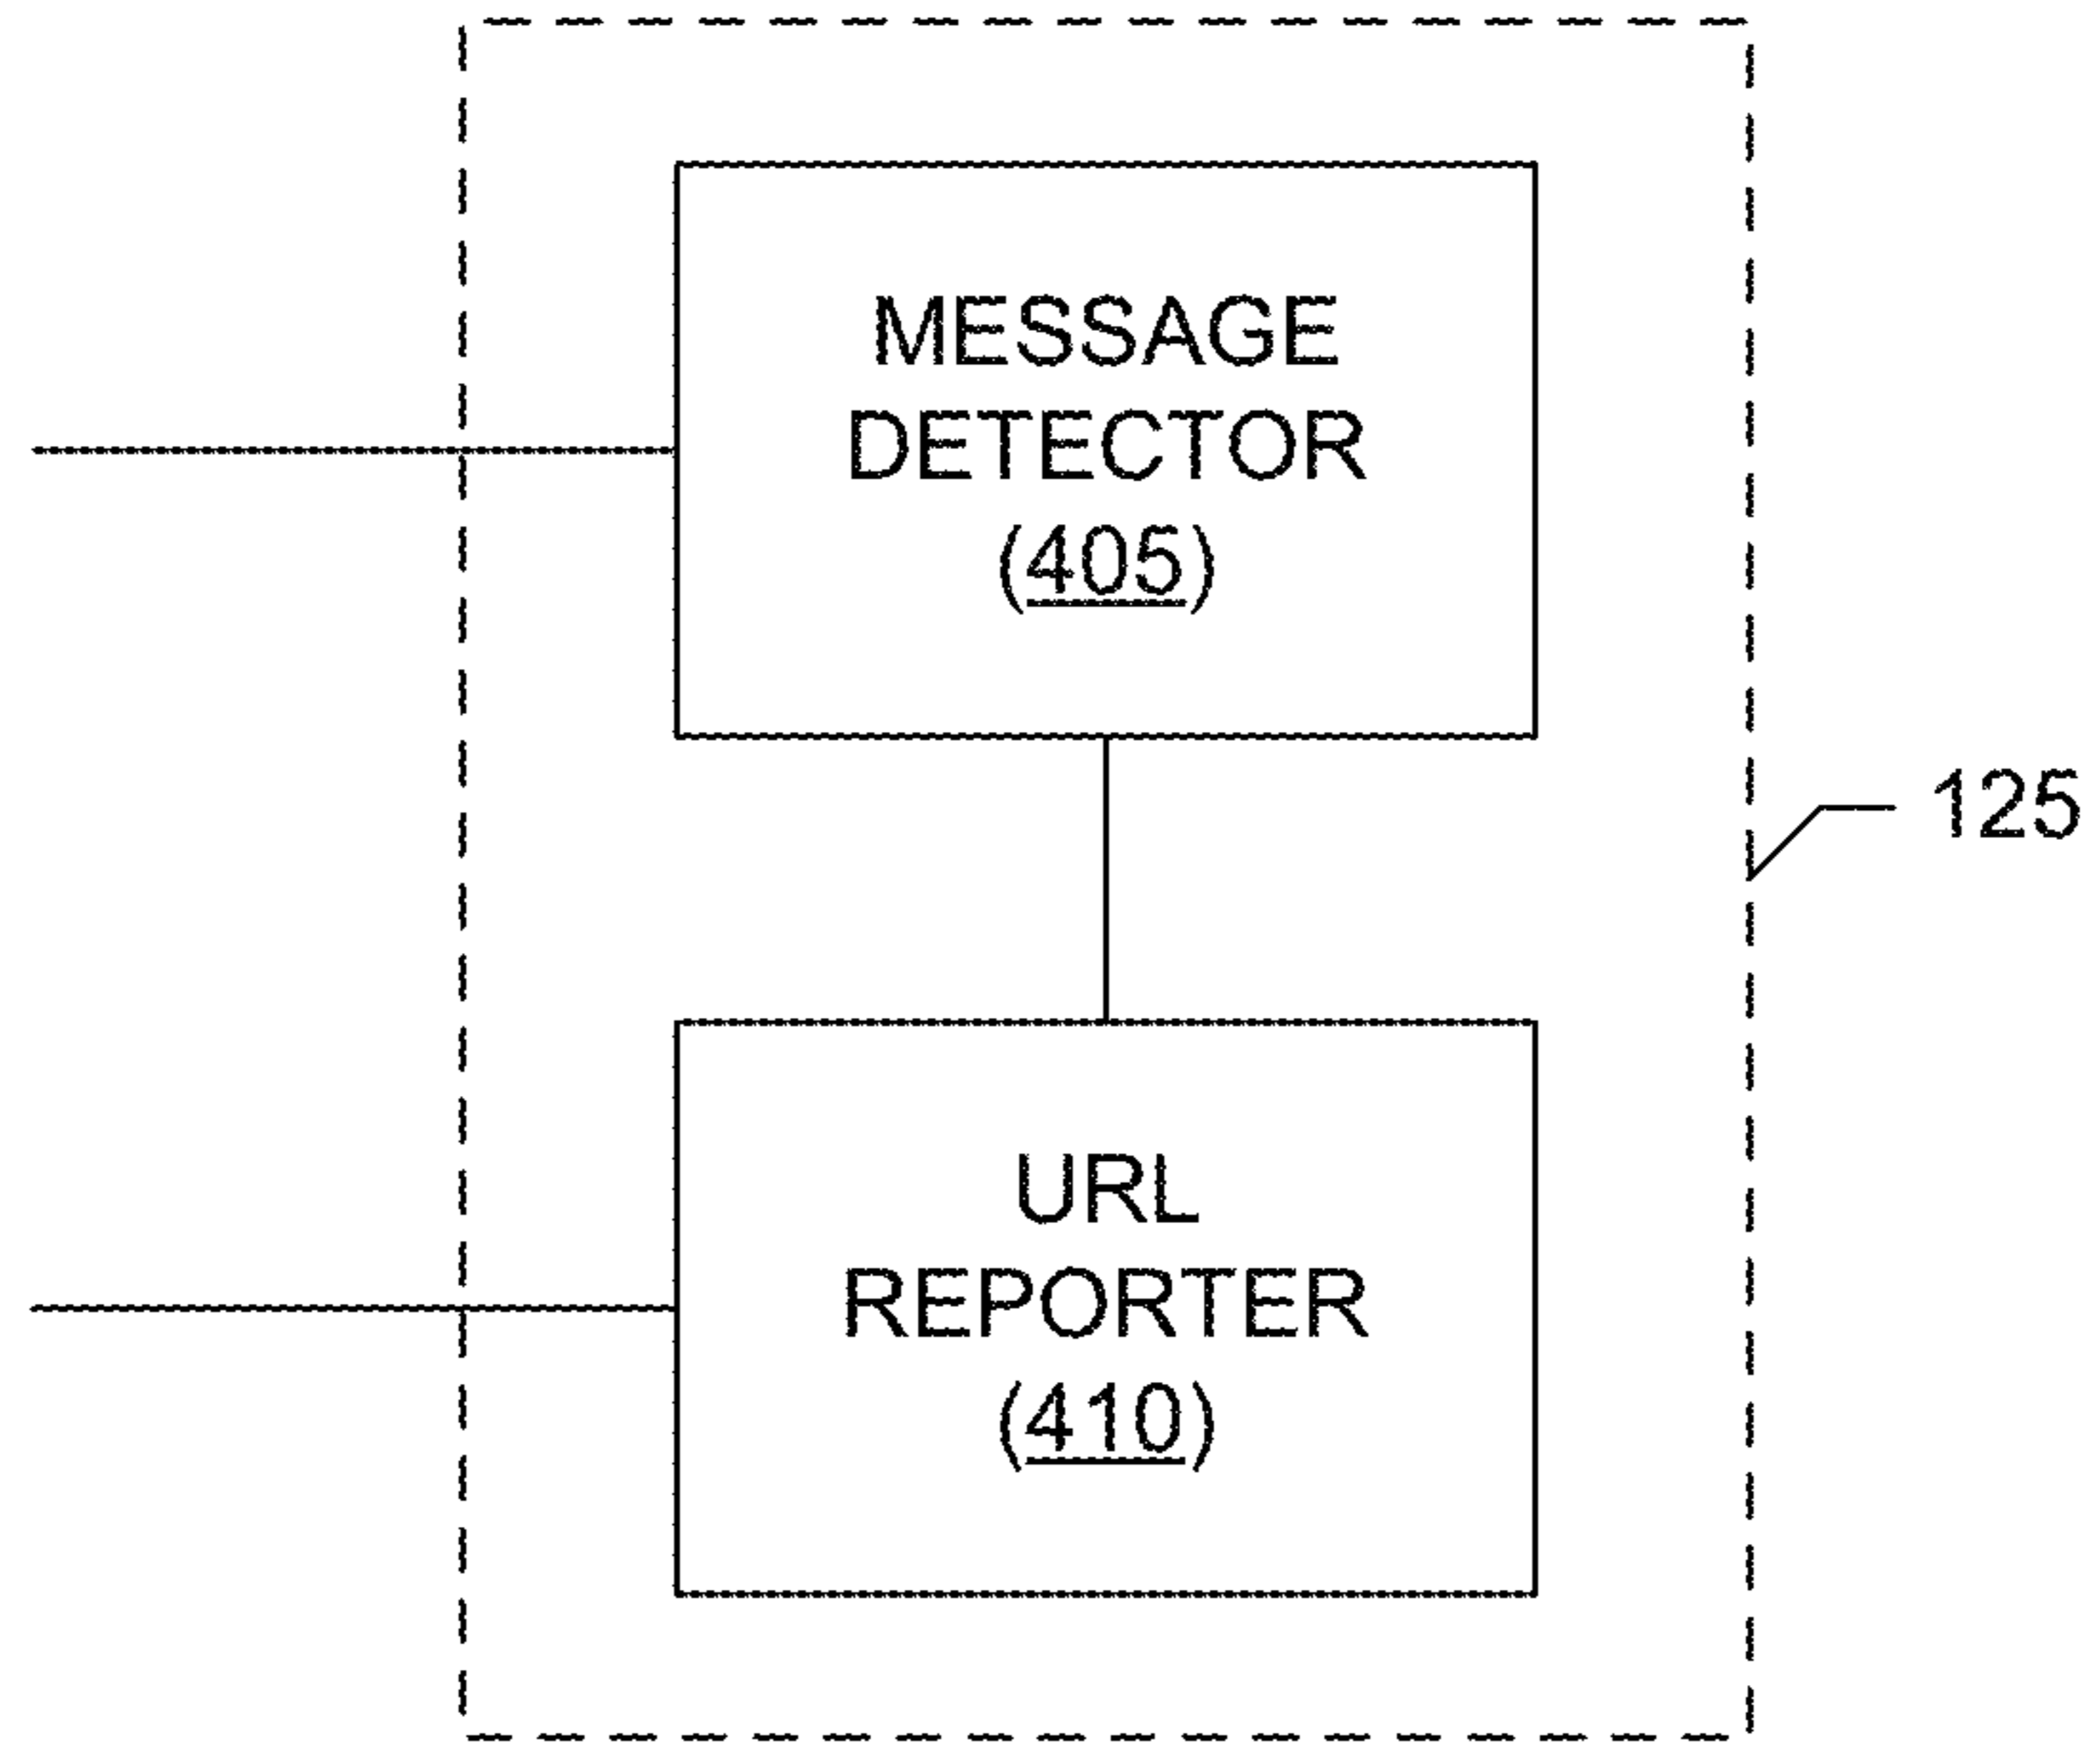 MESSAGE
DETECTOR
(405)
125
URL
REPORTER
(410)